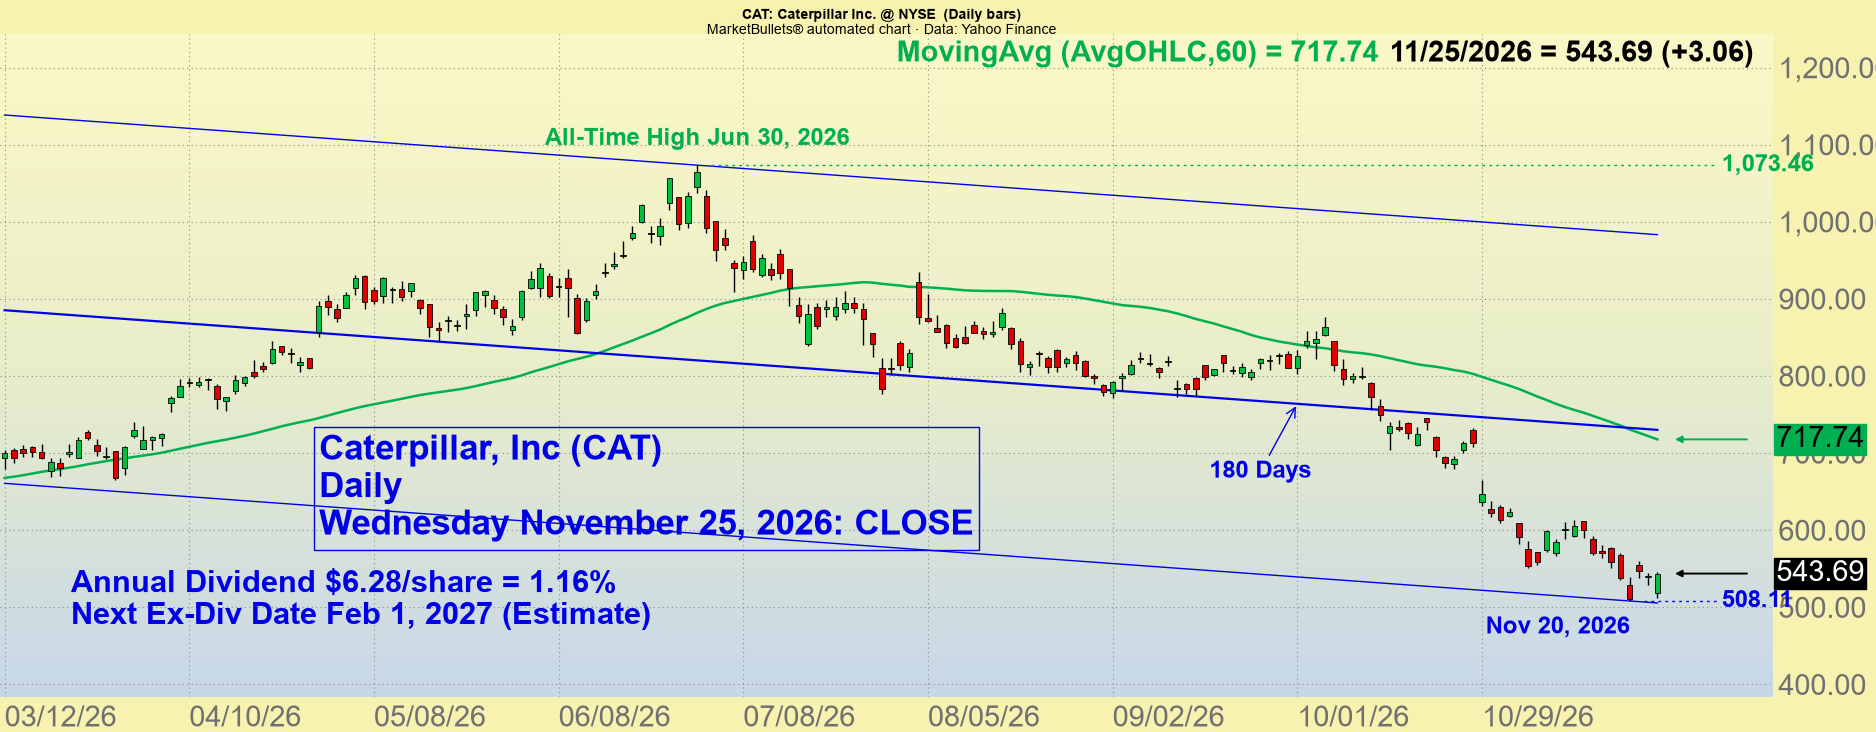 CAT: Caterpillar Inc. @ NYSE (Daily bars)
MarketBullets® automated chart · Data: Yahoo Finance
MovingAvg (AvgOHLC,60) = 717.74 11/25/2026 = 543.69 (+3.06)
1,200.0
All-Time High Jun 30, 2026
1,100.00
1,073.46
1,000.0
900.00
800.00
717.74
700.00
Caterpillar, Inc (CAT)
Daily
Wednesday November 25, 2026: CLOSE
180 Days
600.00
543.69
Annual Dividend $6.28/share = 1.16%
Next Ex-Div Date Feb 1, 2027 (Estimate)
508.11
500.00
Nov 20, 2026
400.00
03/12/26 04/10/26 05/08/26 06/08/26 07/08/26 08/05/26 09/02/26 10/01/26 10/29/26